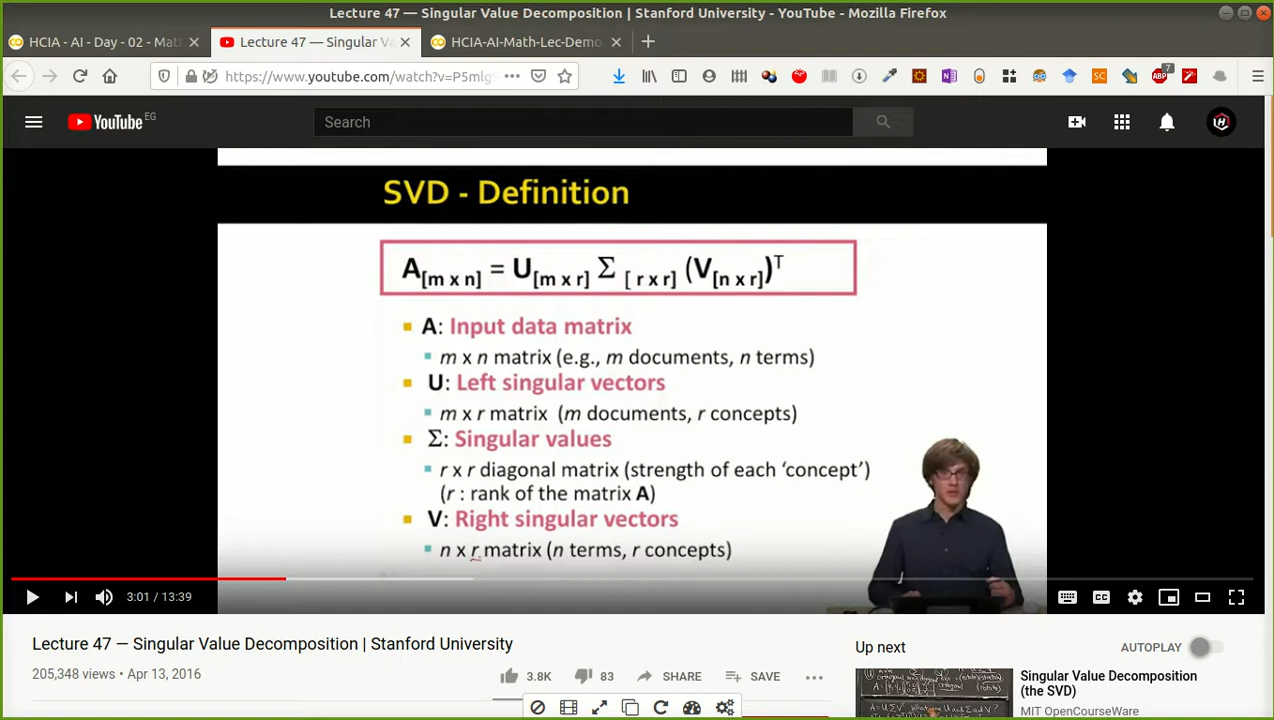 Lecture 47 — Singular Value Decomposition | Stanford University - YouTube - Mozilla Firefox
HCIA - AI - Day - 02 - Mat
Lecture 47 — Singular Va
HCIA-AI-Math-Lec-Demo.
https://www.youtube.com/watch?v=P5mlg
SC
ABP
7
YouTube EG
Search
SVD - Definition
A[m x n] = U[m x r] Σ [ r x r] (V[n x r])T
A: Input data matrix
m x n matrix (e.g., m documents, n terms)
U: Left singular vectors
m x r matrix (m documents, r concepts)
Σ: Singular values
r x r diagonal matrix (strength of each ‘concept’)
(r : rank of the matrix A)
V: Right singular vectors
n x r matrix (n terms, r concepts)
3:01 / 13:39
CC
Lecture 47 — Singular Value Decomposition | Stanford University
205,348 views • Apr 13, 2016
3.8K
83
SHARE
SAVE
Up next
AUTOPLAY
Singular Value Decomposition
(the SVD)
MIT OpenCourseWare